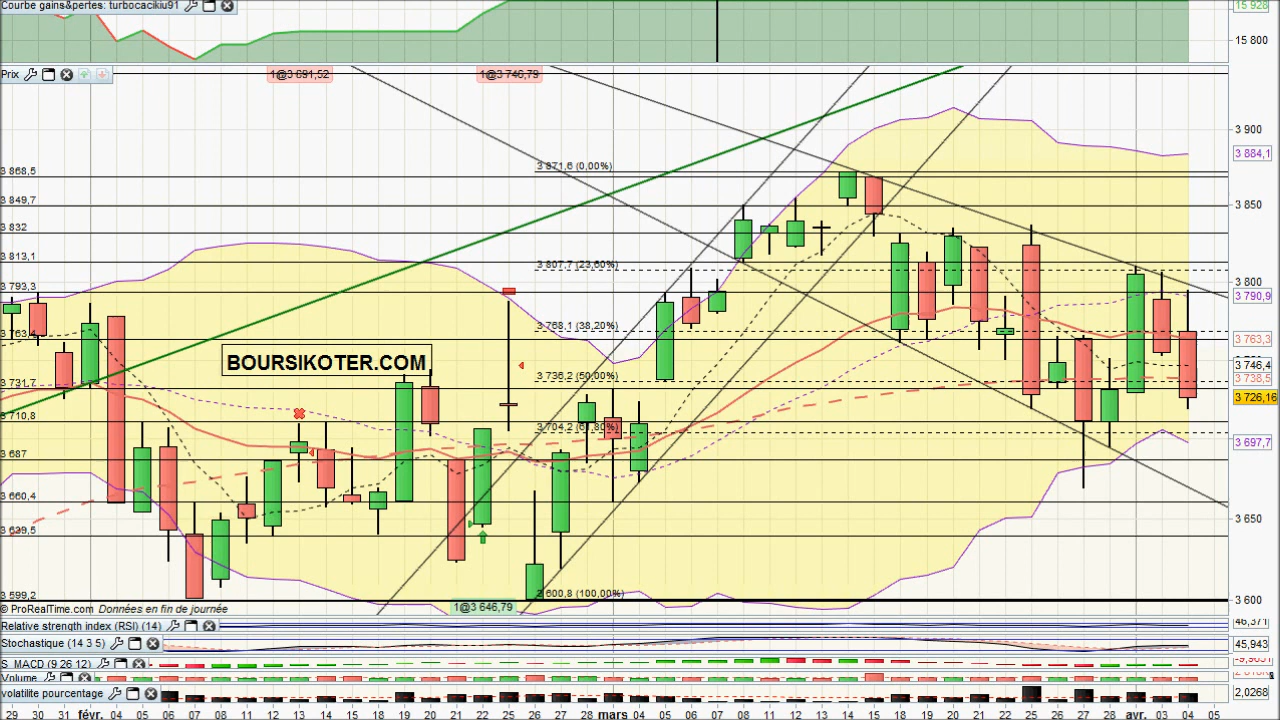 Courbe gains&pertes: turbocacikiu91
15 928
15 800
Prix
1@3 691,52
1@3 746,79
3 900
3 884,1
3 871,6 (0,00%)
3 868,5
3 849,7
3 850
3 832
3 813,1
3 807,7 (23,60%)
3 800
3 793,3
3 790,9
3 768,1 (38,20%)
3 763,4
3 763,3
BOURSIKOTER.COM
3 746,4
3 738,5
3 736,2 (50,00%)
3 731,7
3 726,16
3 710,8
3 704,2 (61,80%)
3 697,7
3 687
3 660,4
3 650
3 639,5
3 599,2
3 600,8 (100,00%)
3 600
© ProRealTime.com Données en fin de journée
1@3 646,79
Relative strength index (RSI) (14)
46,371
Stochastique (14 3 5)
45,943
S_MACD (9 26 12)
Volume
volatilité pourcentage
2,0268
29 30 31 févr. 04 05 06 07 08 11 12 13 14 15 18 19 20 21 22 25 26 27 28 mars 04 05 06 07 08 11 12 13 14 15 18 19 20 21 22 25 26 27 28 avr. 03 04